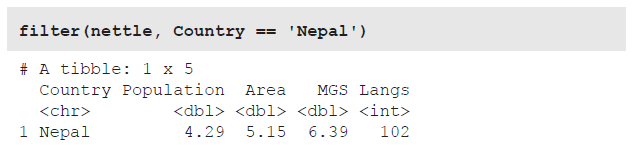 filter(nettle, Country == 'Nepal')
# A tibble: 1 x 5
  Country Population  Area   MGS Langs
  <chr>        <dbl> <dbl> <dbl> <int>
1 Nepal         4.29  5.15  6.39   102